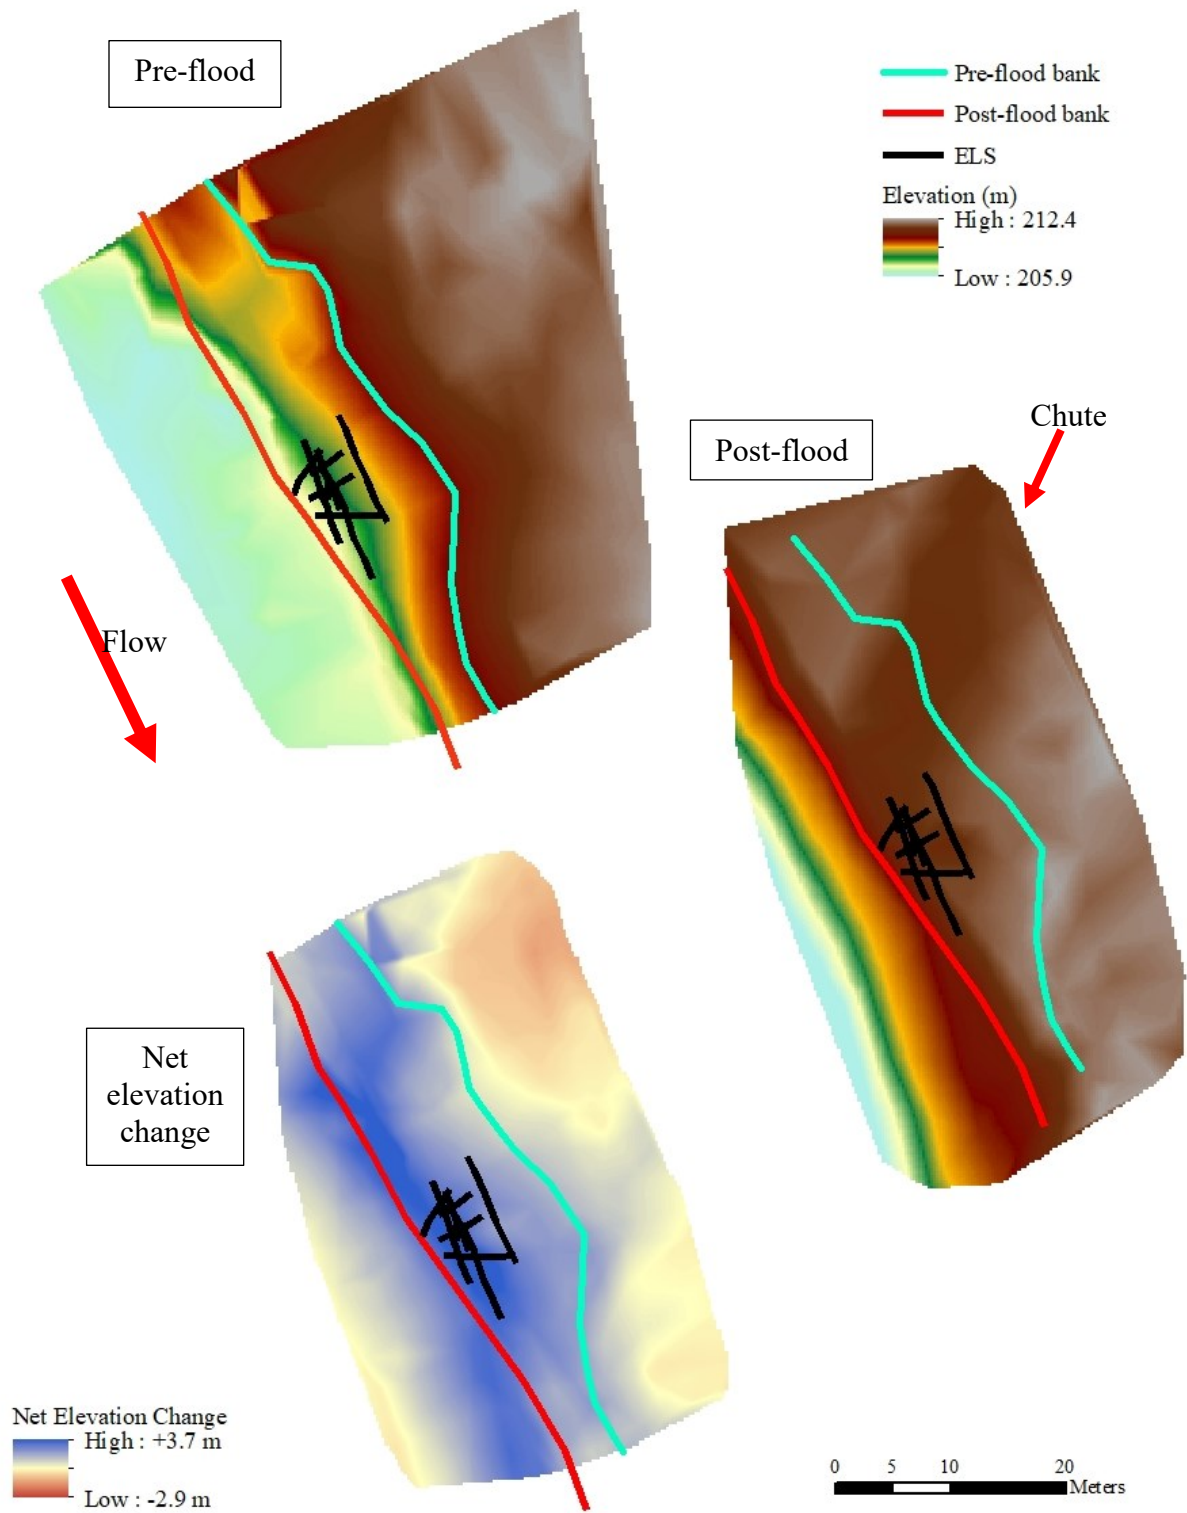 Pre-flood
Pre-flood bank
Post-flood bank
ELS
Elevation (m)
High : 212.4
Low : 205.9
Chute
Post-flood
Flow
Net
elevation
change
Net Elevation Change
High : +3.7 m
Low : -2.9 m
0 5 10 20
Meters